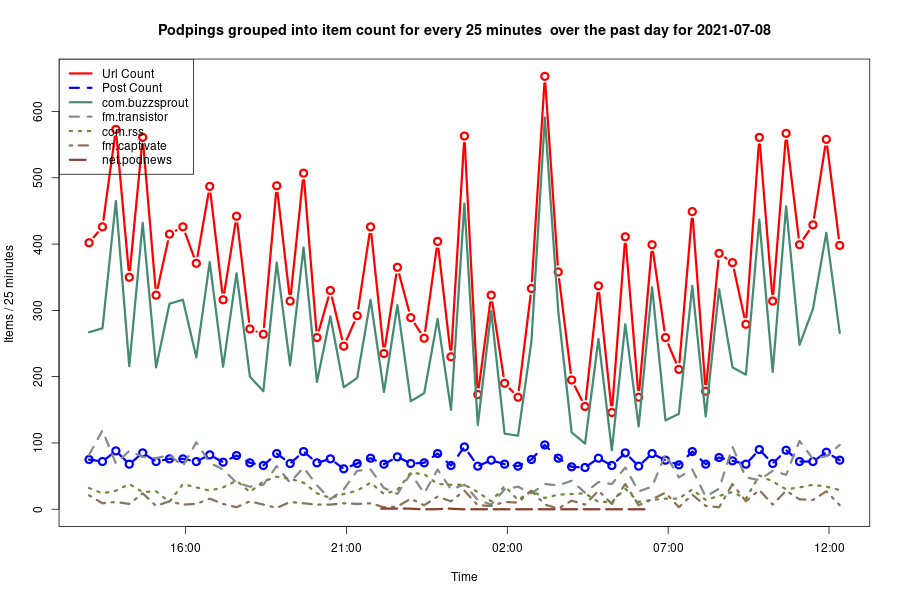 Podpings grouped into item count for every 25 minutes  over the past day for 2021-07-08
Url Count
Post Count
com.buzzsprout
fm.transistor
com.rss
fm.captivate
net.podnews
Items / 25 minutes
0
100
200
300
400
500
600
16:00
21:00
02:00
07:00
12:00
Time